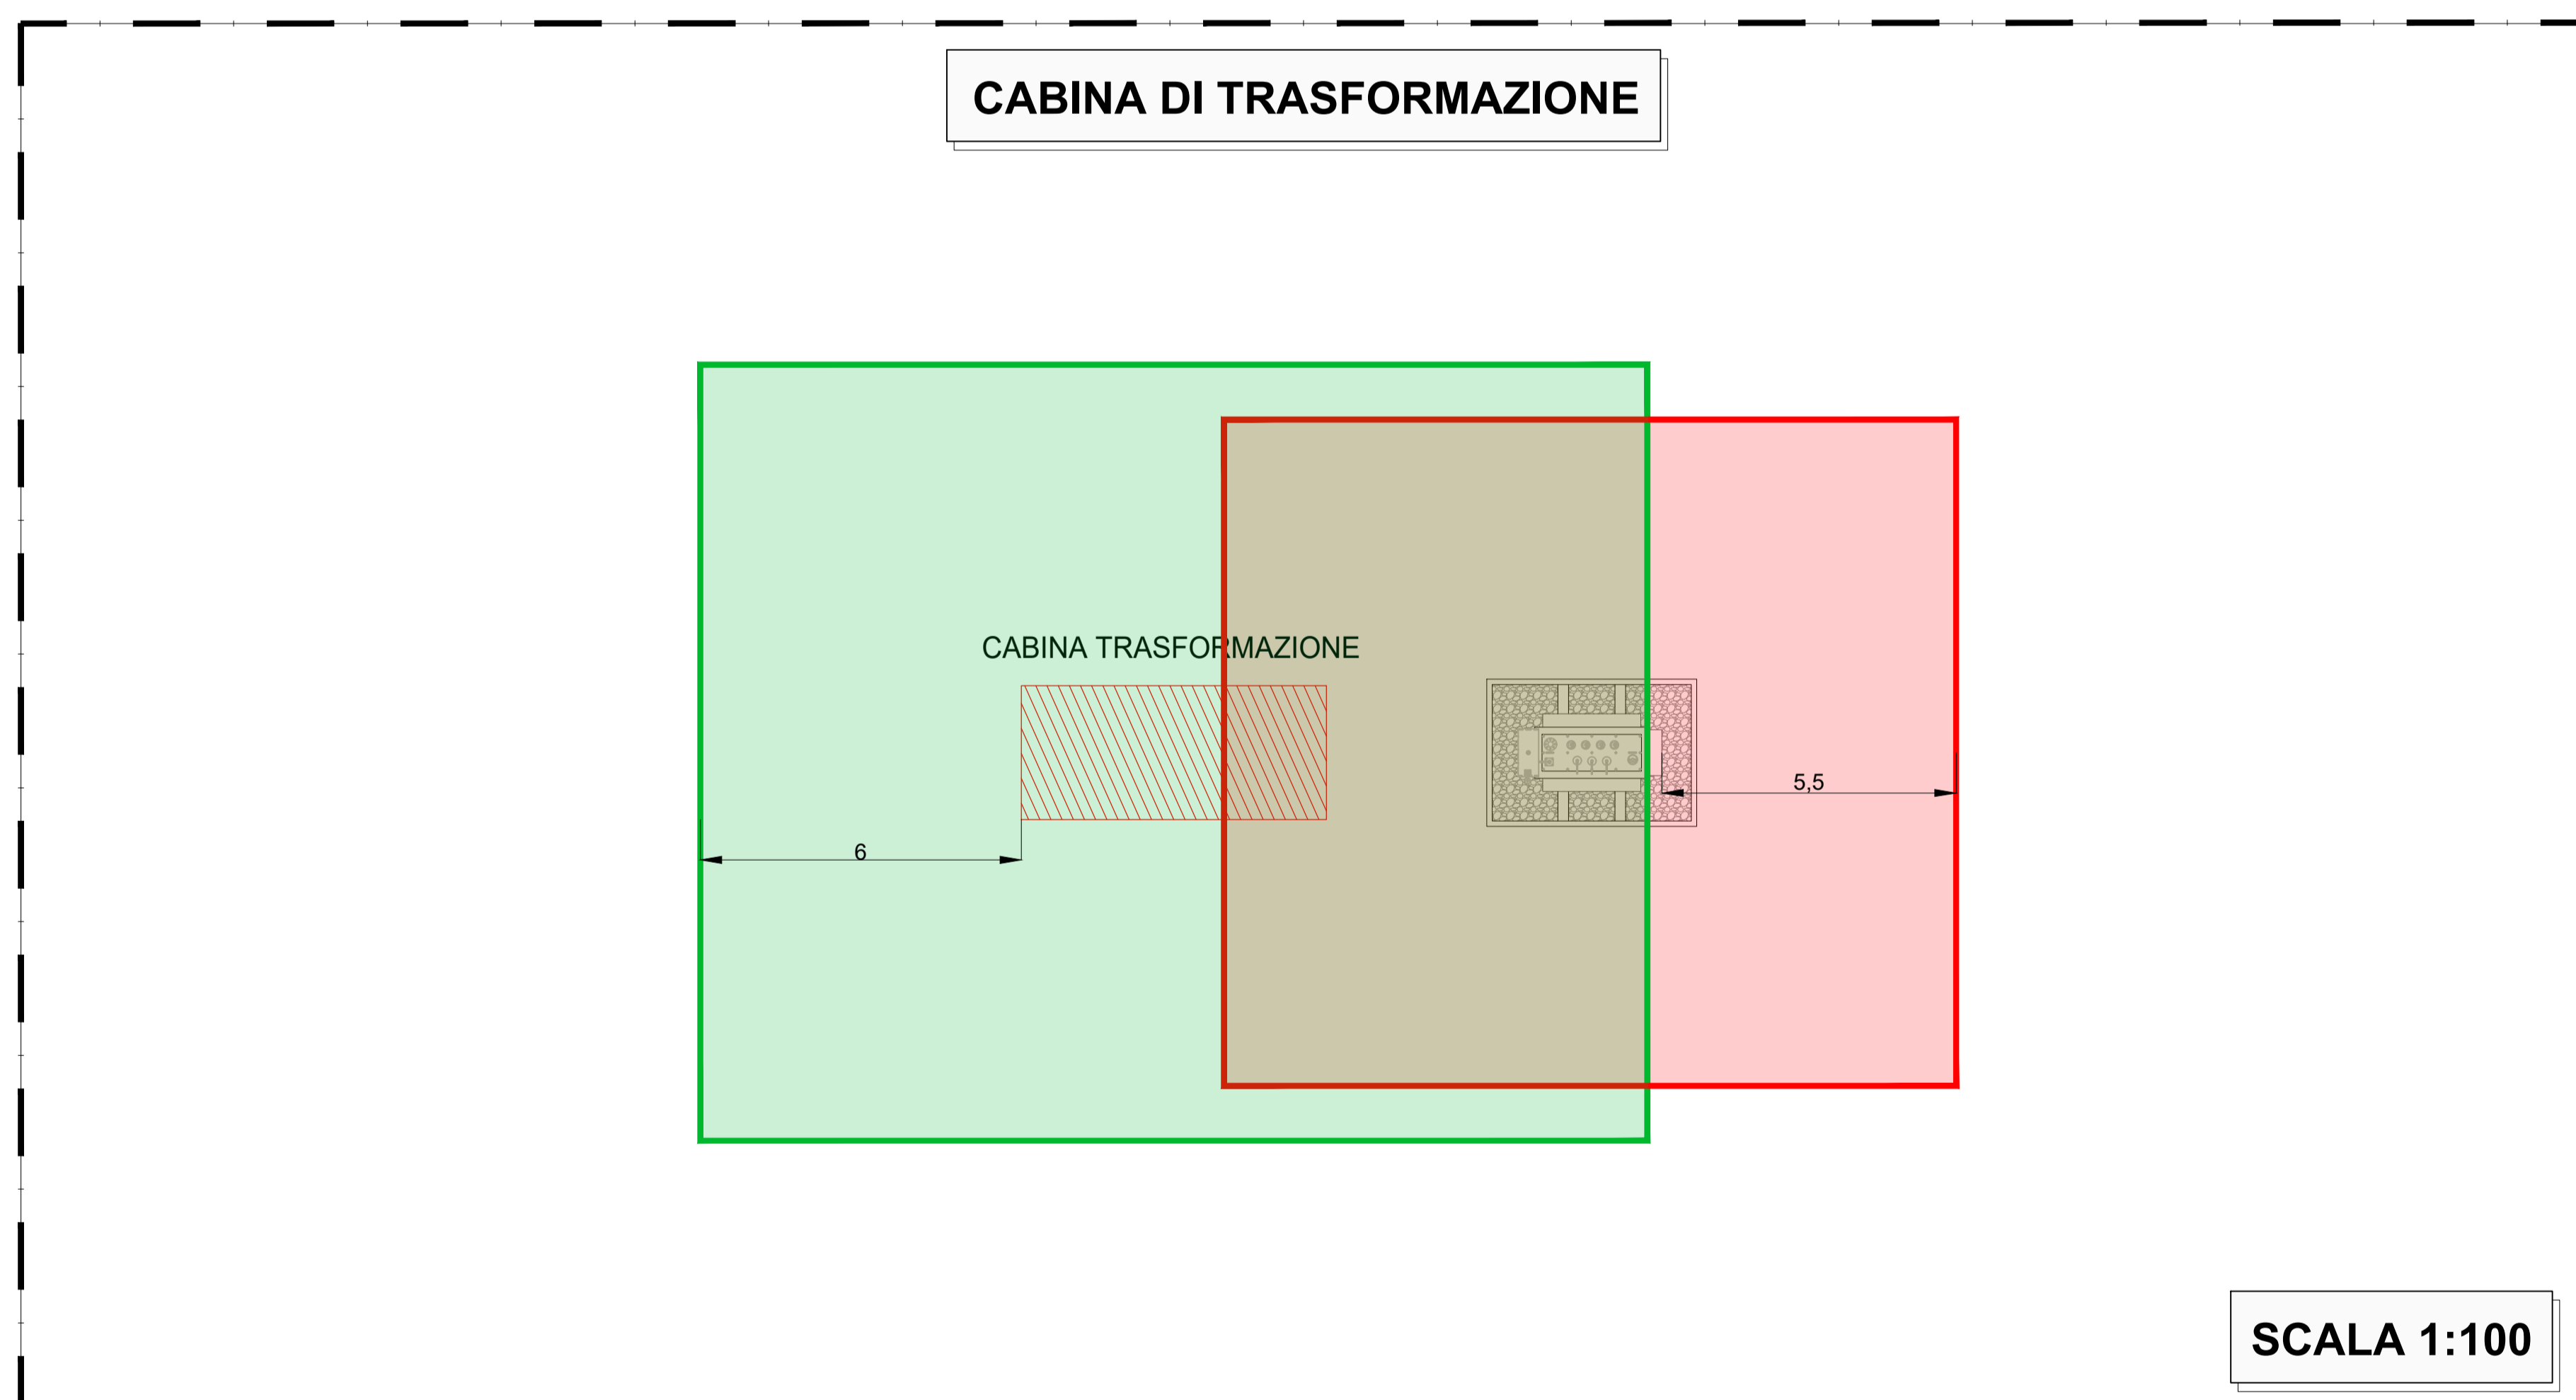 CABINA DI TRASFORMAZIONE
CABINA TRASFORMAZIONE
5,5
6
SCALA 1:100